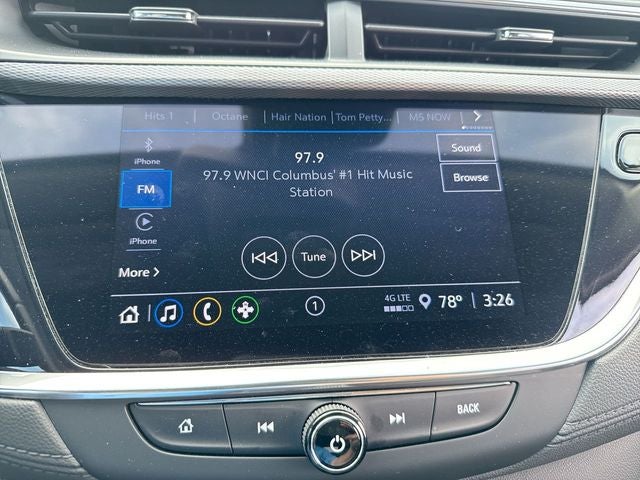 Hits 1 Octane Hair Nation Tom Petty... M5 NOW
iPhone
FM
iPhone
More
97.9
97.9 WNCI Columbus' #1 Hit Music
Station
Sound
Browse
Tune
1
4G LTE
78° 3:26
BACK